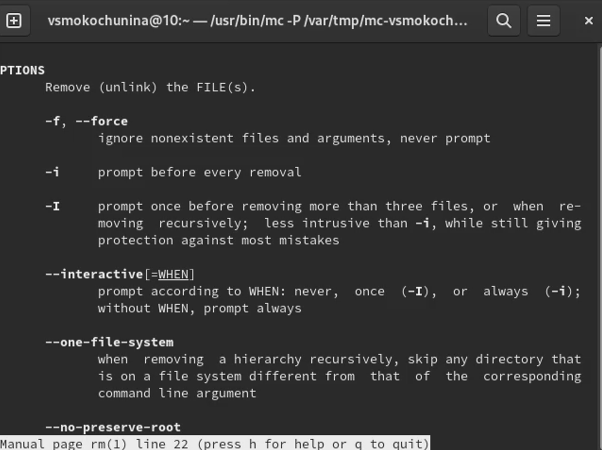 vsmokochunina@10:~ — /usr/bin/mc -P /var/tmp/mc-vsmokoch...
PTIONS
Remove (unlink) the FILE(s).
-f, --force
ignore nonexistent files and arguments, never prompt
-i prompt before every removal
-I prompt once before removing more than three files, or when re-
moving recursively; less intrusive than -i, while still giving
protection against most mistakes
--interactive[=WHEN]
prompt according to WHEN: never, once (-I), or always (-i);
without WHEN, prompt always
--one-file-system
when removing a hierarchy recursively, skip any directory that
is on a file system different from that of the corresponding
command line argument
--no-preserve-root
Manual page rm(1) line 22 (press h for help or q to quit)